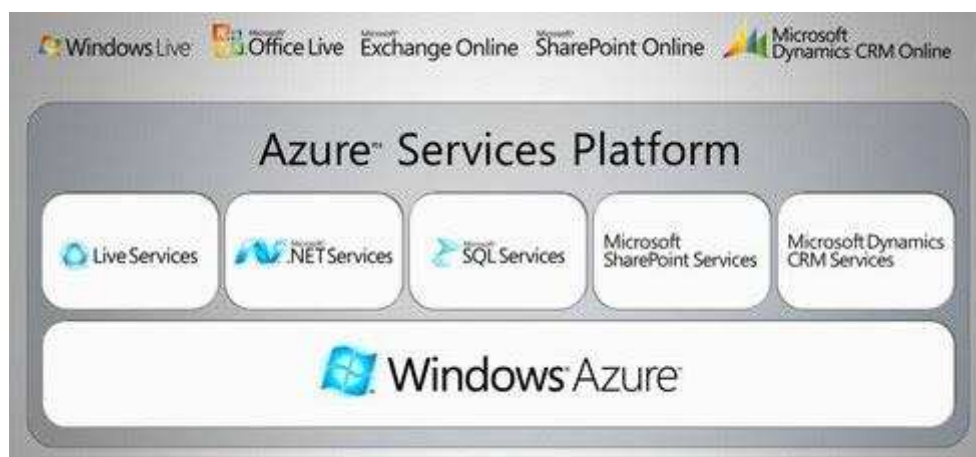 Windows Live Microsoft Office Live Microsoft Exchange Online Microsoft SharePoint Online Microsoft Dynamics CRM Online
Azure™ Services Platform
Live Services
Microsoft .NET Services
Microsoft SQL Services
Microsoft
SharePoint Services
Microsoft Dynamics
CRM Services
Windows Azure